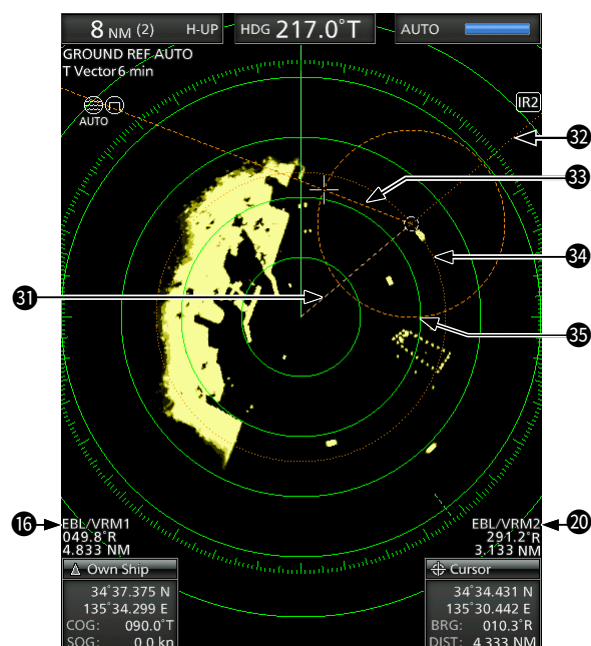 8 NM (2) H-UP HDG 217.0°T AUTO
GROUND REF AUTO
T Vector 6 min
IR2
AUTO
32
33
34
31
35
16 EBL/VRM1
049.8°R
4.833 NM
EBL/VRM2 20
291.2°R
3.133 NM
Own Ship
34°37.375 N
135°34.299 E
COG: 090.0°T
SOG: 0.0 kn
Cursor
34°34.431 N
135°30.442 E
BRG: 010.3°R
DIST: 4.333 NM